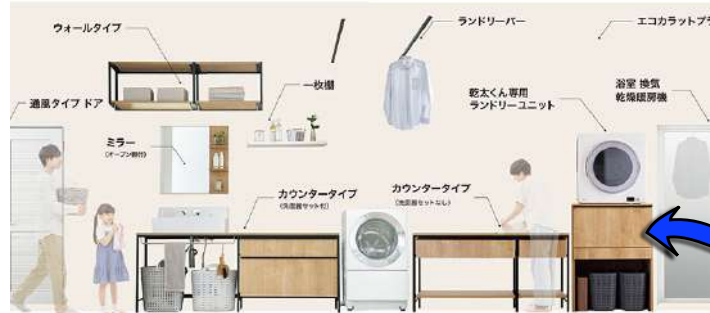 ウォールタイプ
ランドリーバー
エコカラットプラ
一枚棚
通風タイプ ドア
乾太くん専用
ランドリーユニット
浴室 換気
乾燥暖房機
ミラー
(オープン棚付)
カウンタータイプ
(洗面器セット付)
カウンタータイプ
(洗面器セットなし)